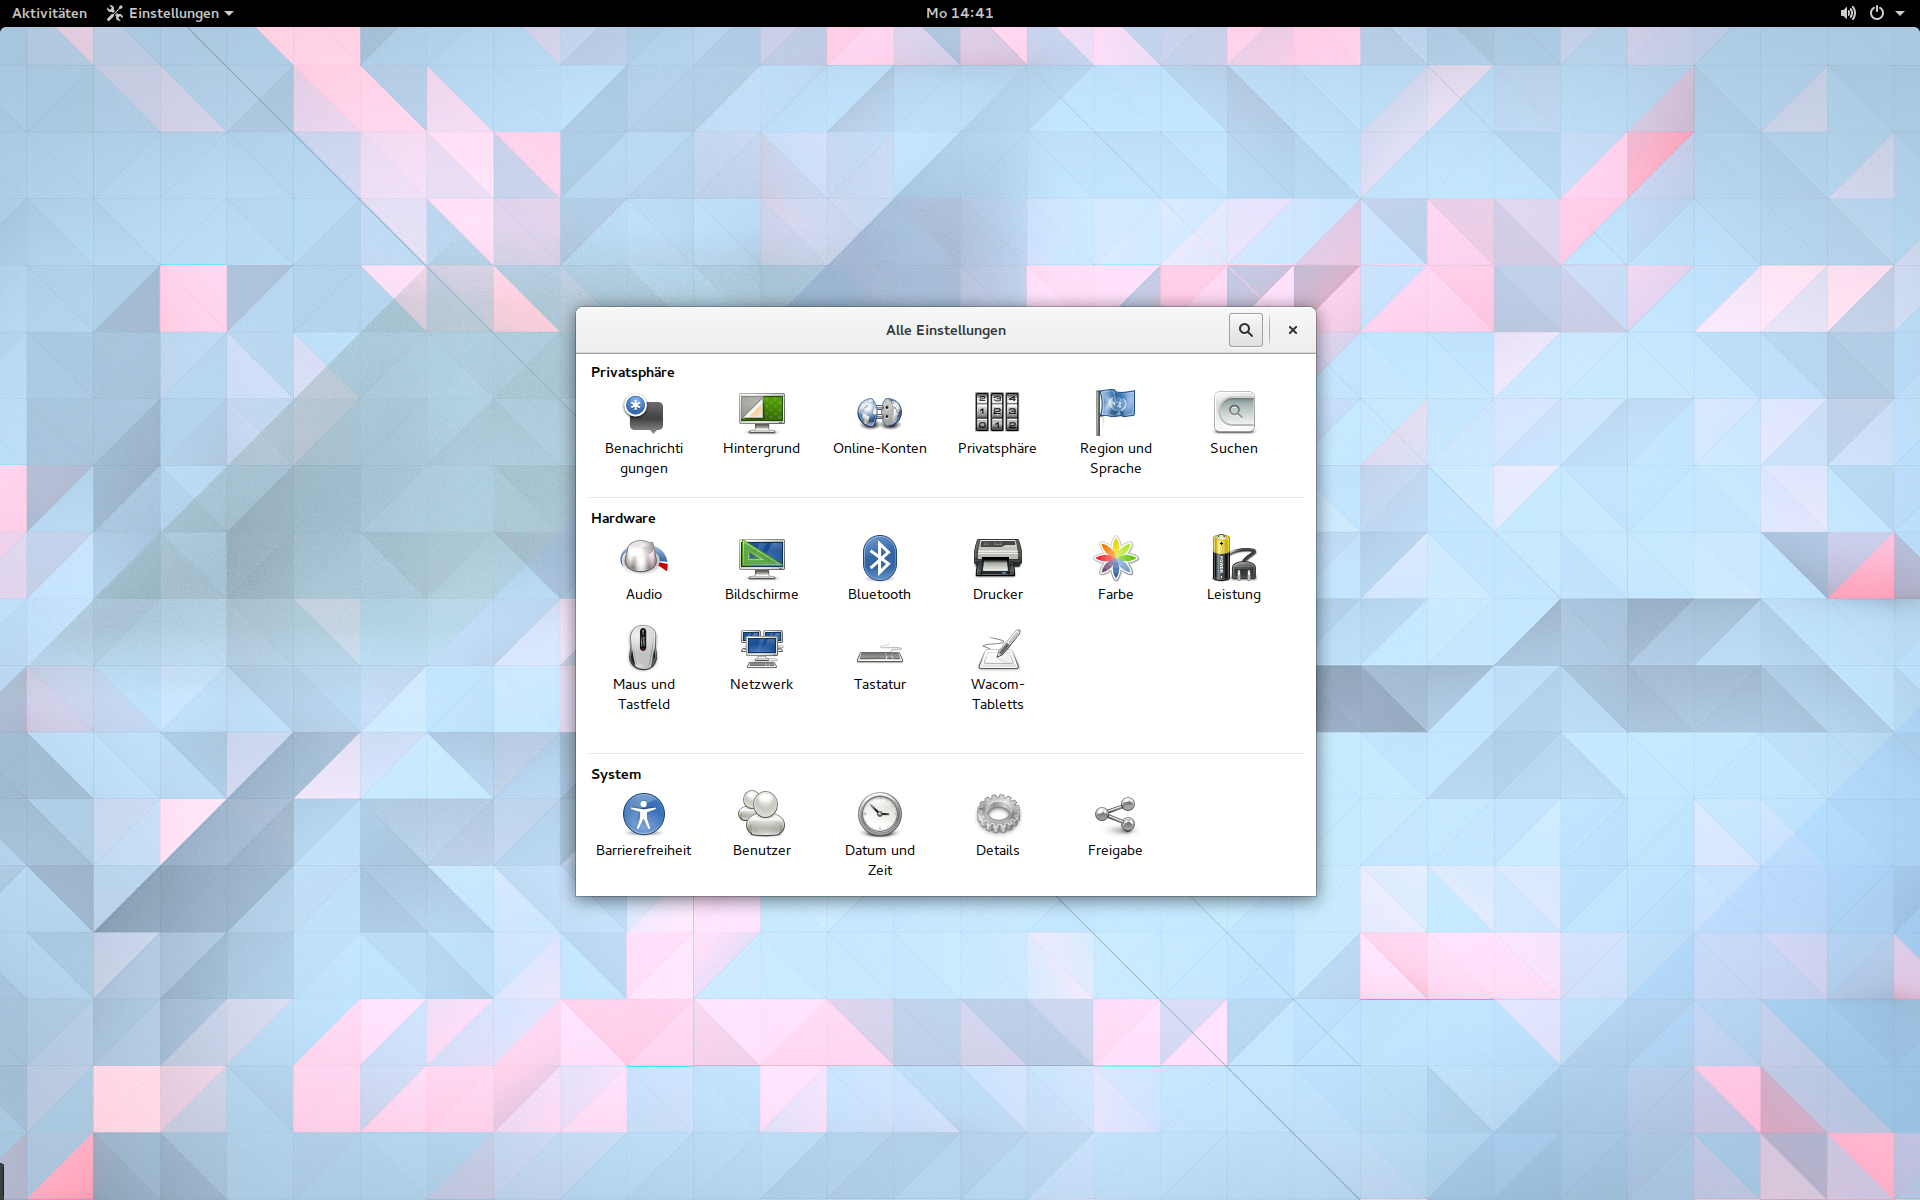 Aktivitäten Einstellungen Mo 14:41
Alle Einstellungen
Privatsphäre
Benachrichti
gungen
Hintergrund
Online-Konten
Privatsphäre
Region und
Sprache
Suchen
Hardware
Audio
Bildschirme
Bluetooth
Drucker
Farbe
Leistung
Maus und
Tastfeld
Netzwerk
Tastatur
Wacom-
Tabletts
System
Barrierefreiheit
Benutzer
Datum und
Zeit
Details
Freigabe